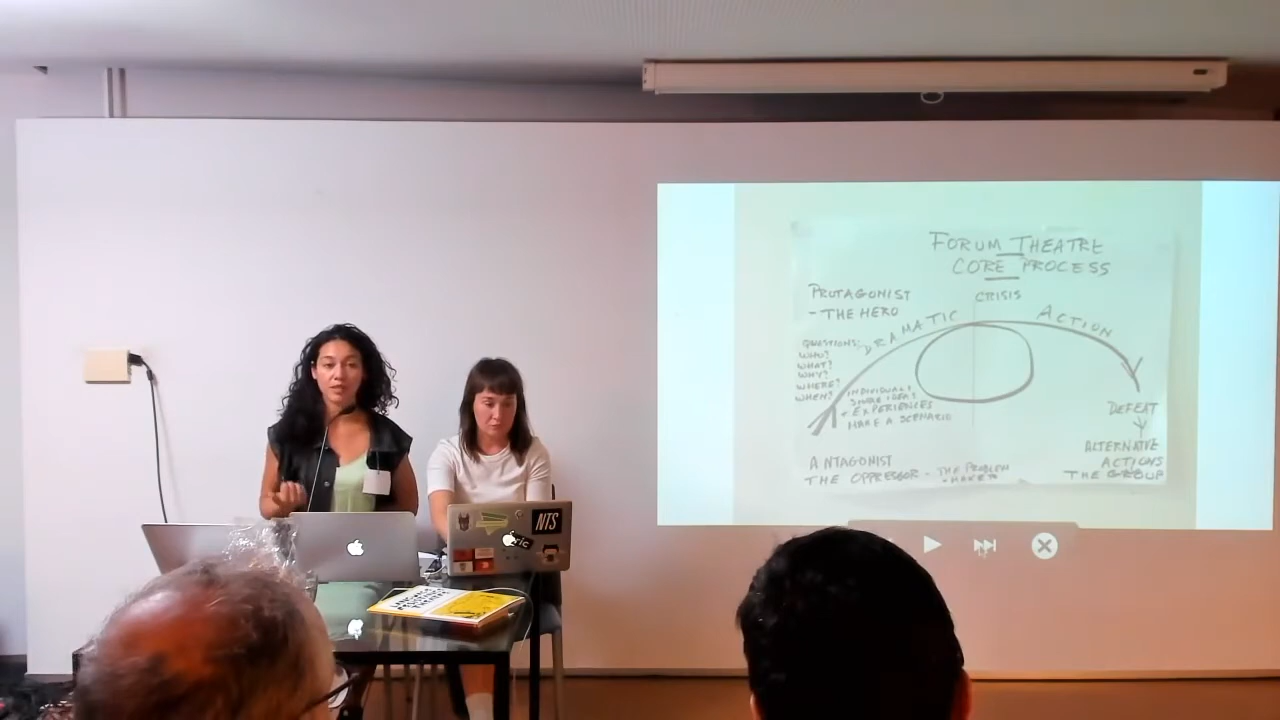 FORUM THEATRE
CORE PROCESS
PROTAGONIST
- THE HERO
CRISIS
DRAMATIC ACTION
QUESTIONS:
WHO?
WHAT?
WHY?
WHERE?
WHEN?
INDIVIDUALS
SHARE IDEAS
+ EXPERIENCES
MAKE A SCENARIO
DEFEAT
ALTERNATIVE
ACTIONS
THE GROUP
ANTAGONIST
THE OPPRESSOR - THE PROBLEM
- MAKER
NTS